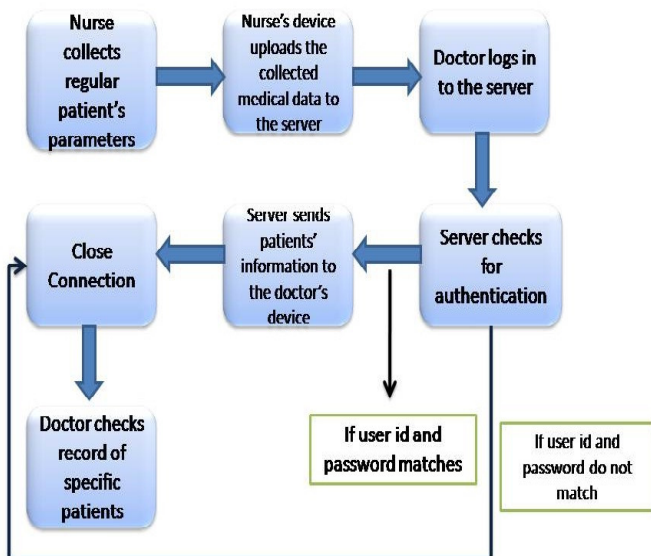 Nurse
collects
regular
patient's
parameters
Nurse's device
uploads the
collected
medical data to
the server
Doctor logs in
to the server
Server checks
for
authentication
Server sends
patients'
information to
the doctor's
device
Close
Connection
Doctor checks
record of
specific
patients
If user id and
password matches
If user id and
password do not
match